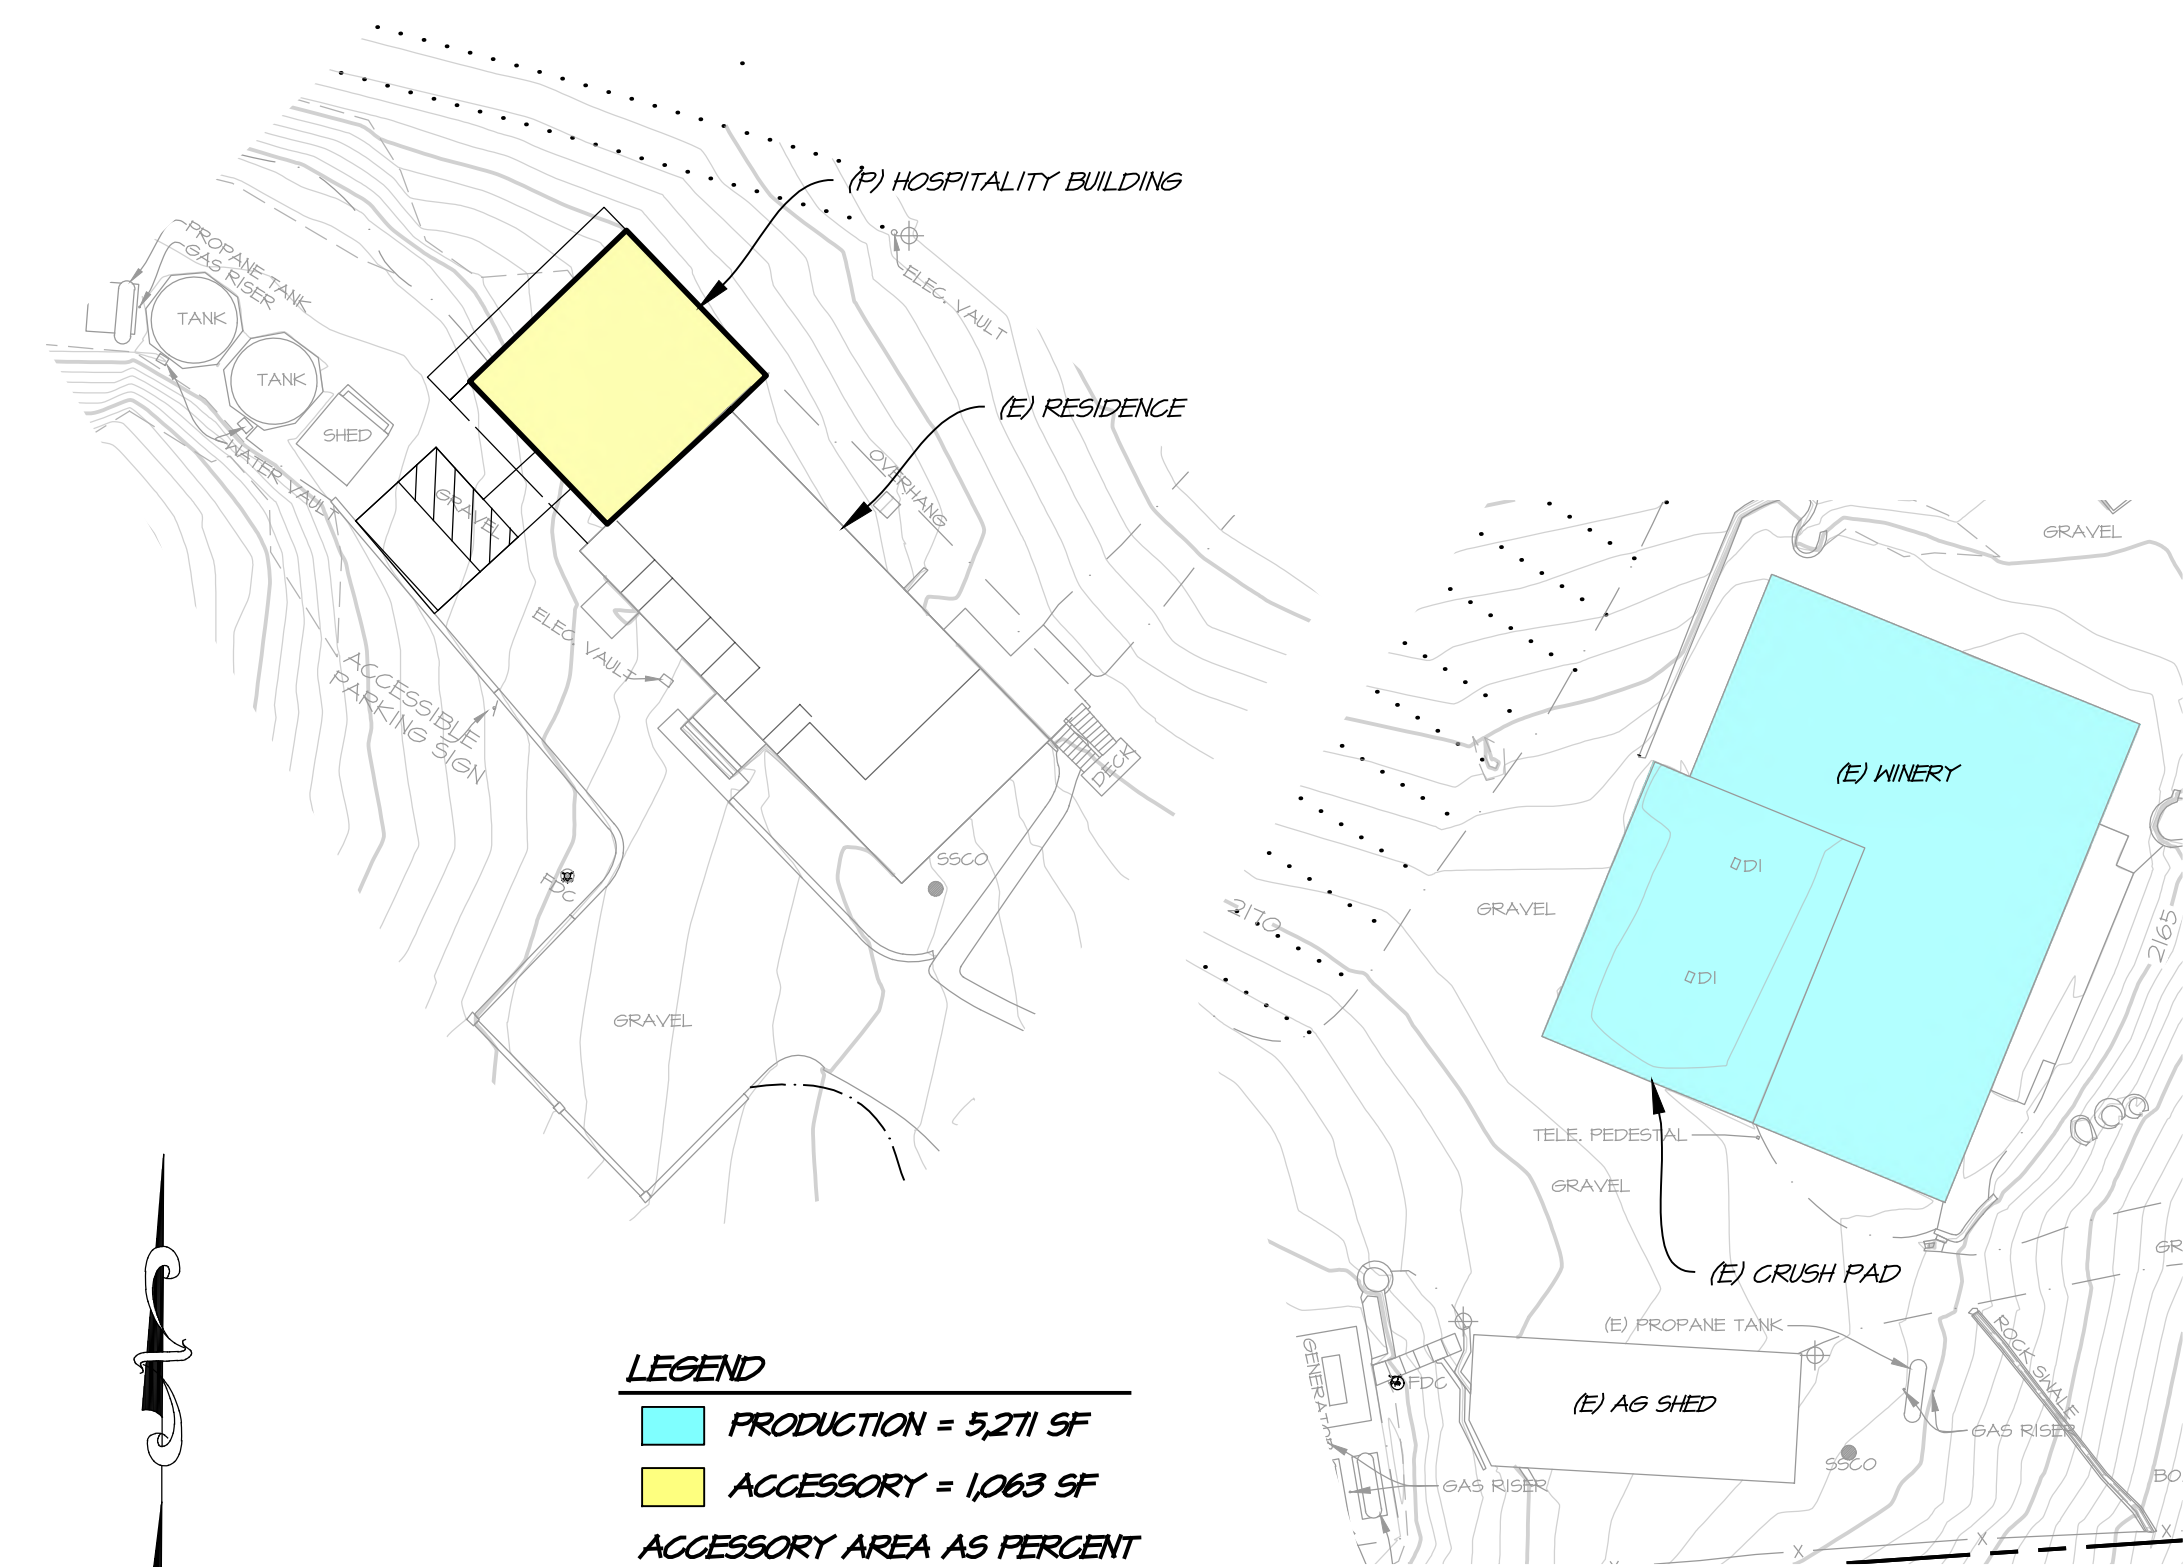 (P) HOSPITALITY BUILDING
PROPANE TANK
GAS RISER
TANK
TANK
ELEC. VAULT
(E) RESIDENCE
SHED
WATER VAULT
GRAVEL
OVERHANG
GRAVEL
ELEC. VAULT
ACCESSIBLE
PARKING SIGN
DECK
(E) WINERY
SSCO
DI
FDC
GRAVEL
2170
2165
DI
GRAVEL
TELE. PEDESTAL
GRAVEL
(E) CRUSH PAD
GR
(E) PROPANE TANK
ROCK SWALE
GENERATOR
FDC
(E) AG SHED
GAS RISER
SSCO
GAS RISER
BO
X
X
X
LEGEND
PRODUCTION = 5,271 SF
ACCESSORY = 1,063 SF
ACCESSORY AREA AS PERCENT